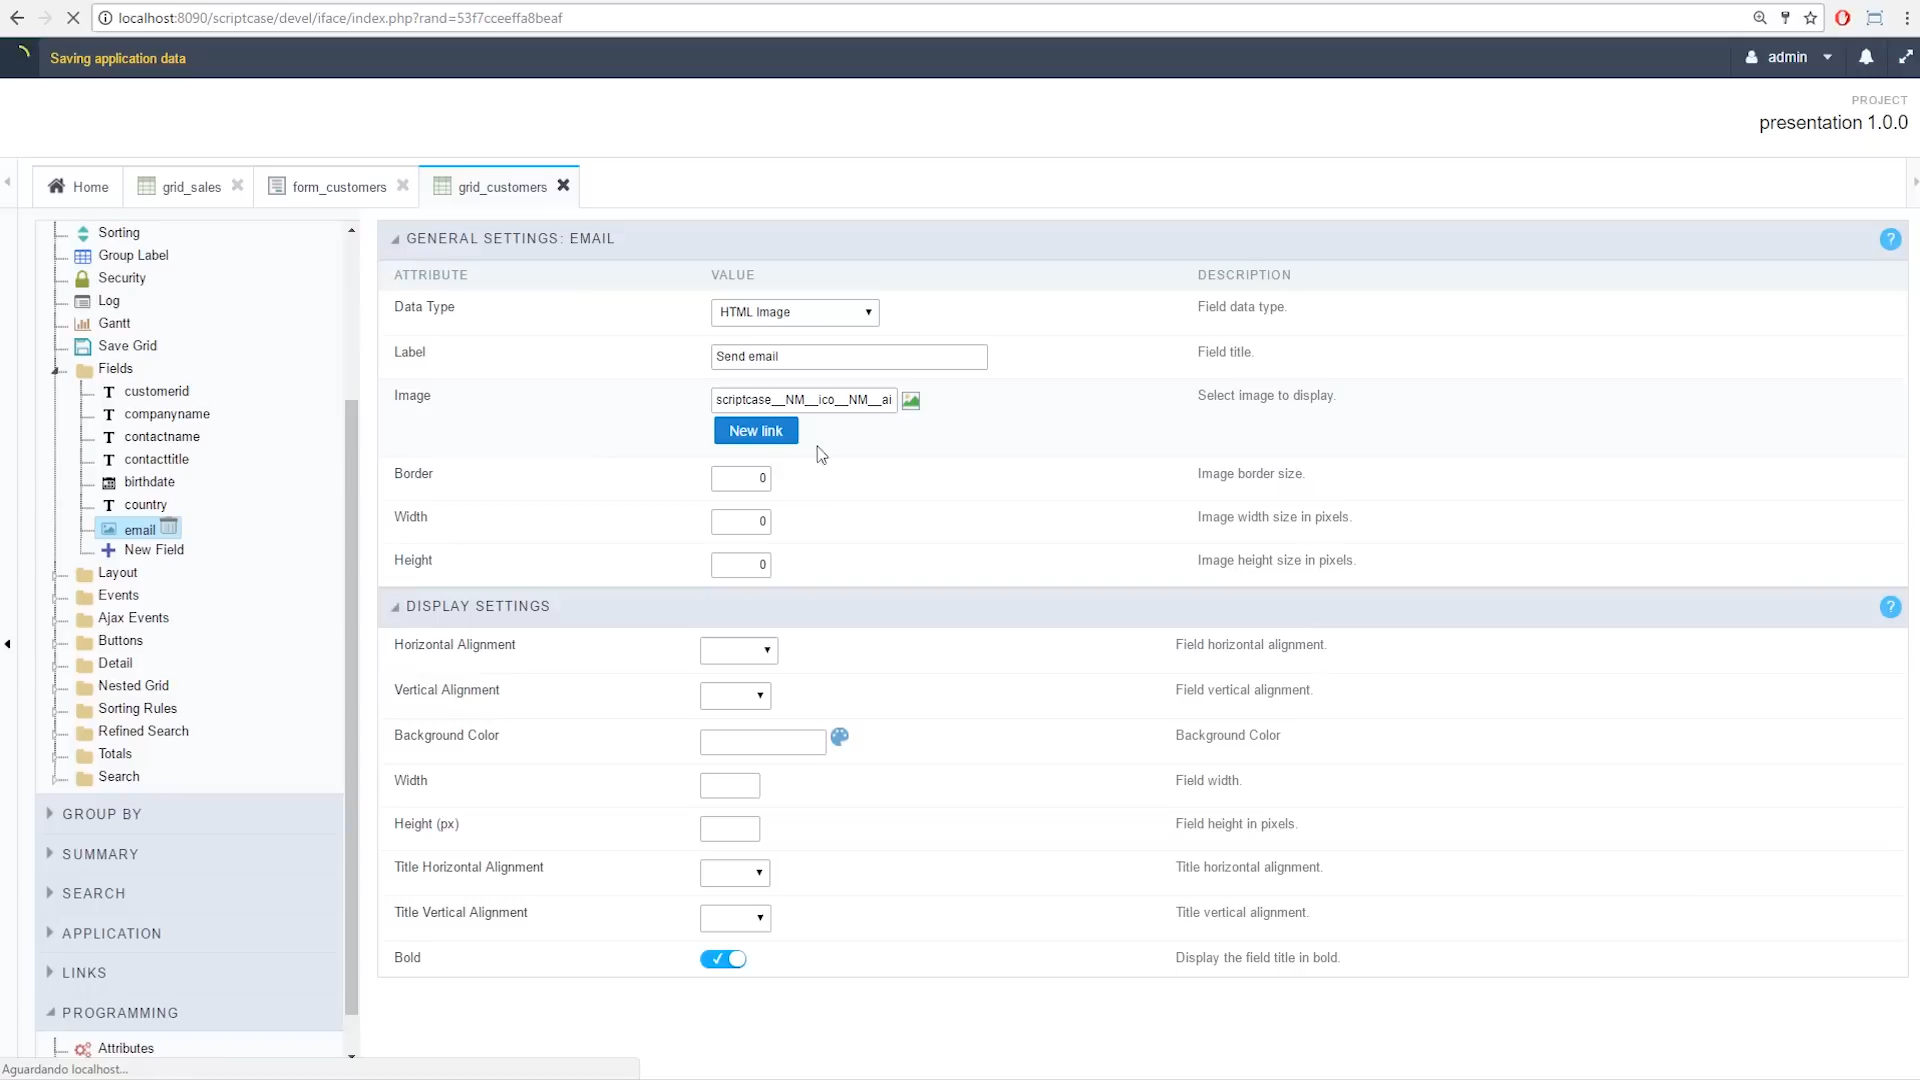 localhost:8090/scriptcase/devel/iface/index.php?rand=53f7cceeffa8beaf
Saving application data
admin
PROJECT
presentation 1.0.0
Home
grid_sales
form_customers
grid_customers
Sorting
Group Label
Security
Log
Gantt
Save Grid
Fields
customerid
companyname
contactname
contacttitle
birthdate
country
email
New Field
Layout
Events
Ajax Events
Buttons
Detail
Nested Grid
Sorting Rules
Refined Search
Totals
Search
GROUP BY
SUMMARY
SEARCH
APPLICATION
LINKS
PROGRAMMING
Attributes
GENERAL SETTINGS: EMAIL
ATTRIBUTE VALUE DESCRIPTION
Data Type HTML Image Field data type.
Label Send email Field title.
Image scriptcase__NM__ico__NM__ai Select image to display.
New link
Border 0 Image border size.
Width 0 Image width size in pixels.
Height 0 Image height size in pixels.
DISPLAY SETTINGS
Horizontal Alignment Field horizontal alignment.
Vertical Alignment Field vertical alignment.
Background Color Background Color
Width Field width.
Height (px) Field height in pixels.
Title Horizontal Alignment Title horizontal alignment.
Title Vertical Alignment Title vertical alignment.
Bold Display the field title in bold.
Aguardando localhost...